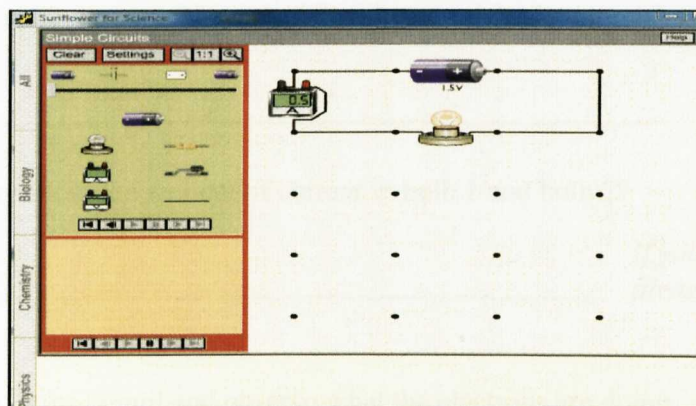 Sunflower for Science
Simple Circuits
Help
Clear
Settings
1:1
All
Biology
Chemistry
Physics
0.5
A
- +
1.5V